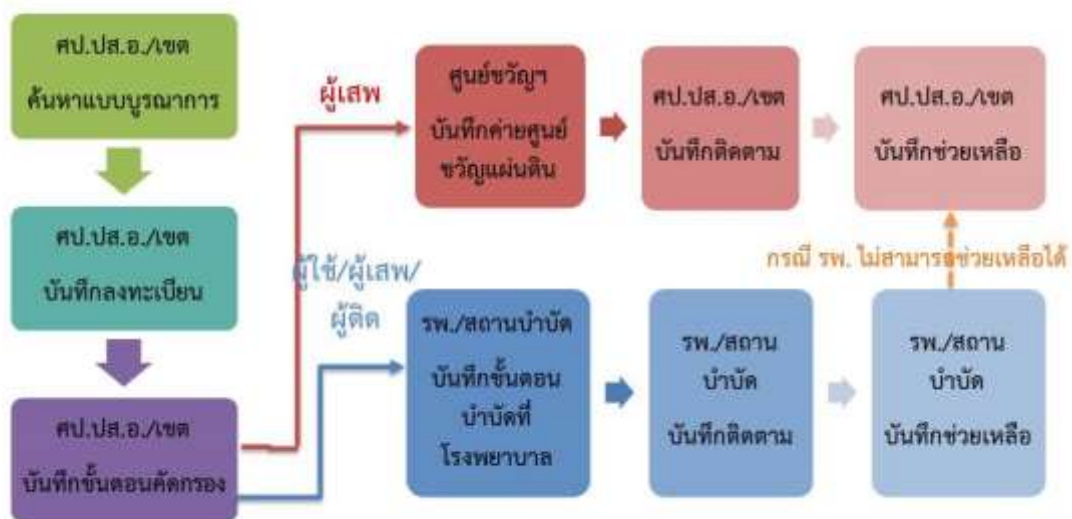 ศป.ปส.อ./เขต
ค้นหาแบบบูรณาการ
ศป.ปส.อ./เขต
บันทึกลงทะเบียน
ศป.ปส.อ./เขต
บันทึกขั้นตอนคัดกรอง
ผู้เสพ
ศูนย์ขวัญฯ
บันทึกค่ายศูนย์
ขวัญแผ่นดิน
ศป.ปส.อ./เขต
บันทึกติดตาม
ศป.ปส.อ./เขต
บันทึกช่วยเหลือ
กรณี รพ. ไม่สามารถช่วยเหลือได้
ผู้ใช้/ผู้เสพ/
ผู้ติด
รพ./สถานบำบัด
บันทึกขั้นตอน
บำบัดที่
โรงพยาบาล
รพ./สถาน
บำบัด
บันทึกติดตาม
รพ./สถาน
บำบัด
บันทึกช่วยเหลือ